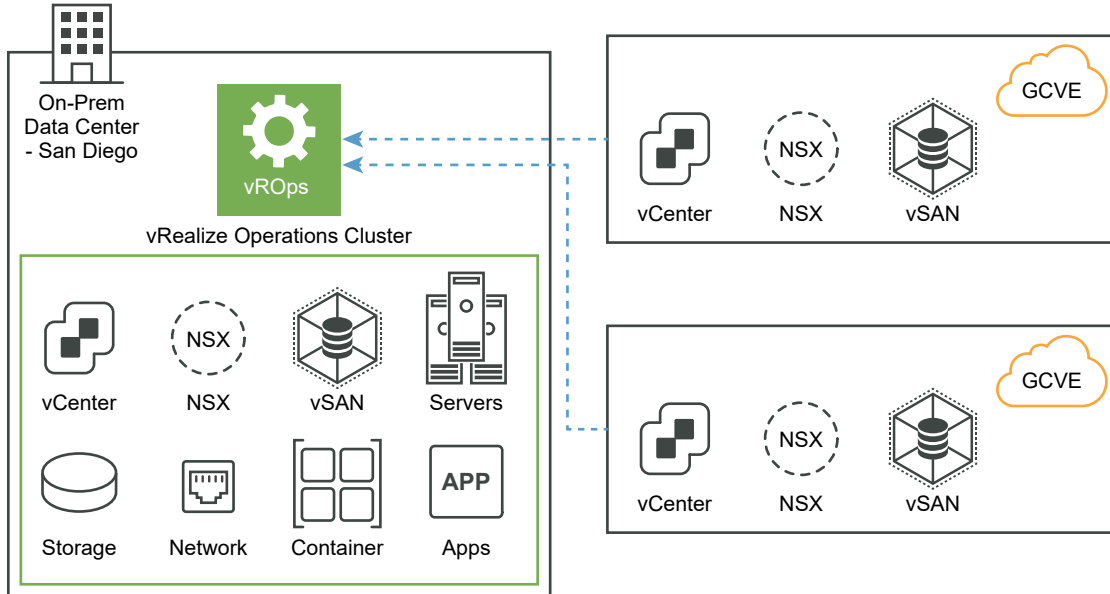 On-Prem
Data Center
- San Diego
vROps
vRealize Operations Cluster
NSX
vCenter
NSX
vSAN
Servers
APP
Storage
Network
Container
Apps
GCVE
NSX
vCenter
NSX
vSAN
GCVE
NSX
vCenter
NSX
vSAN